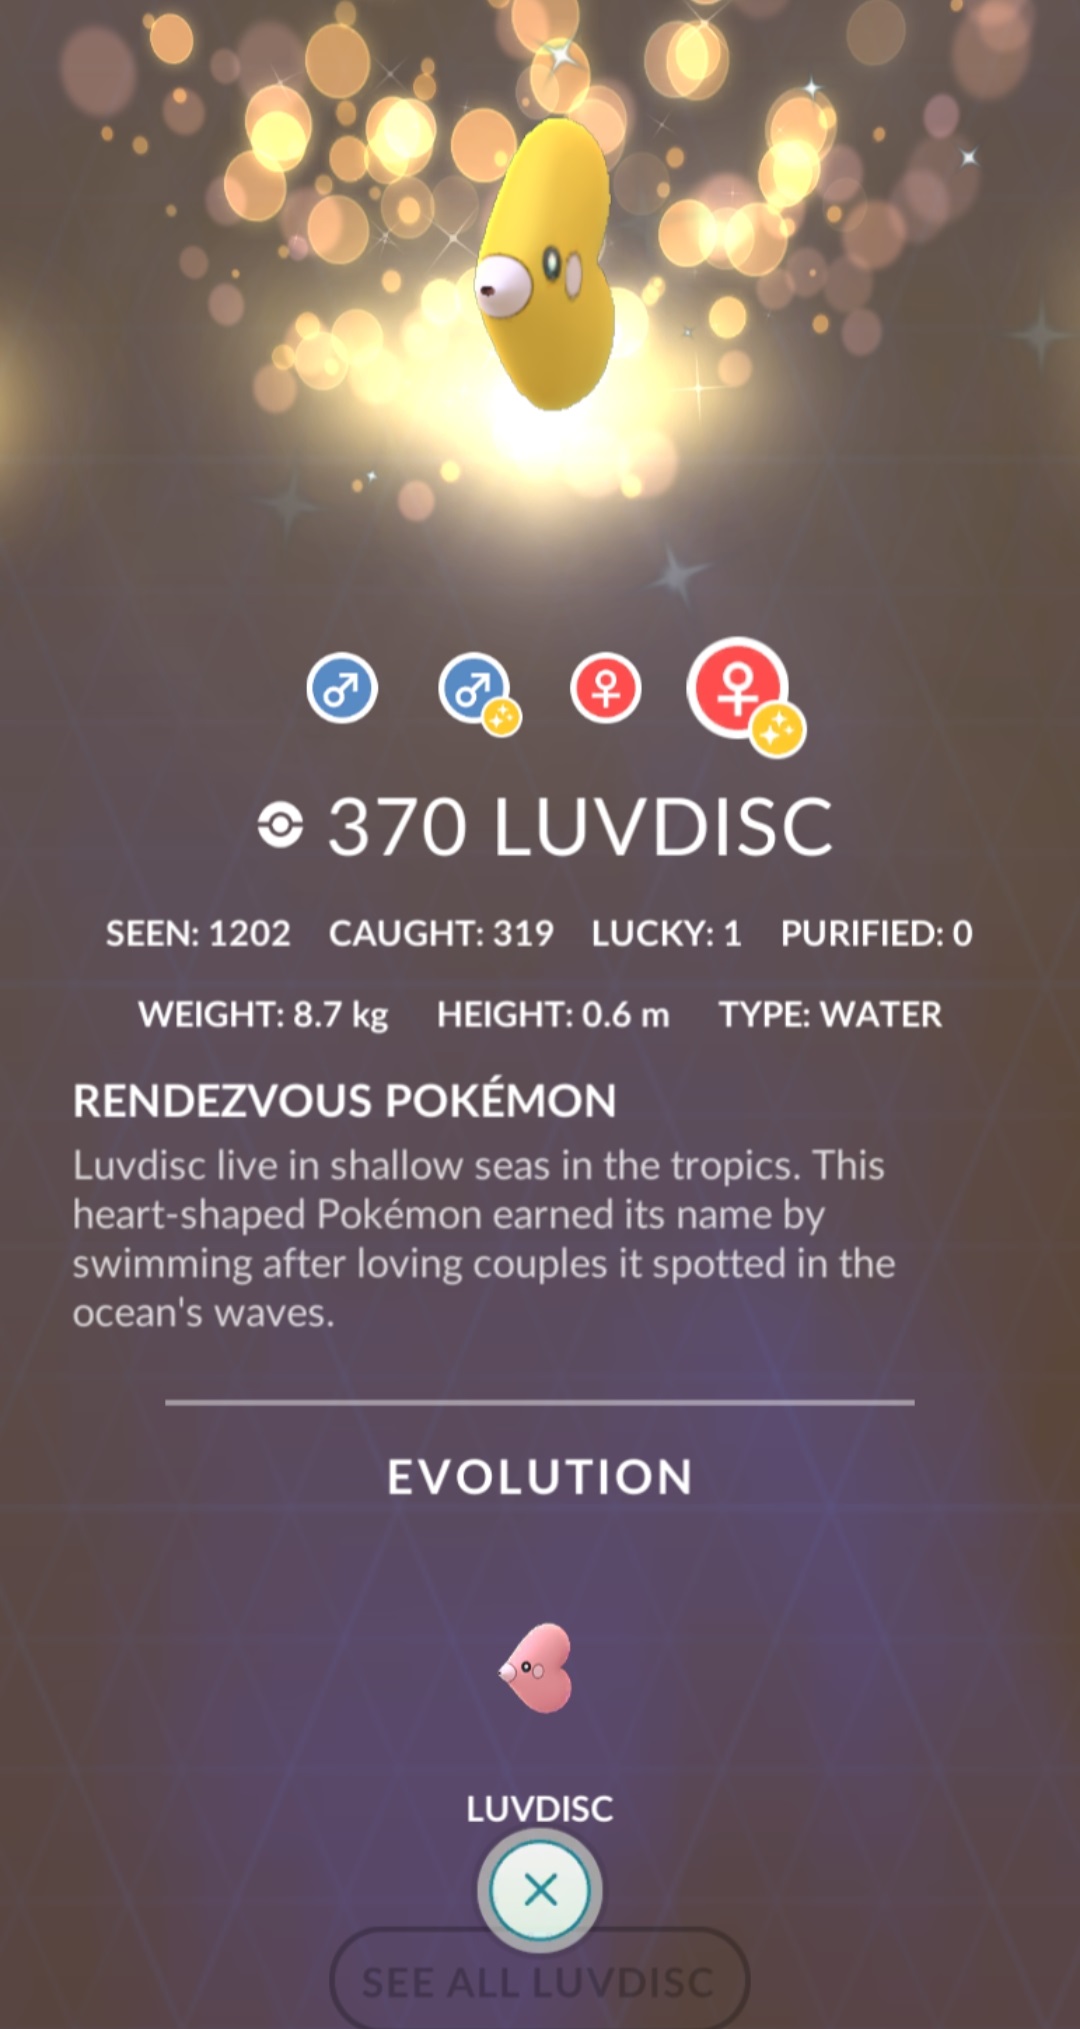 370 LUVDISC
SEEN: 1202 CAUGHT: 319 LUCKY: 1 PURIFIED: 0
WEIGHT: 8.7 kg HEIGHT: 0.6 m TYPE: WATER
RENDEZVOUS POKÉMON
Luvdisc live in shallow seas in the tropics. This
heart-shaped Pokémon earned its name by
swimming after loving couples it spotted in the
ocean's waves.
EVOLUTION
LUVDISC
SEE ALL LUVDISC